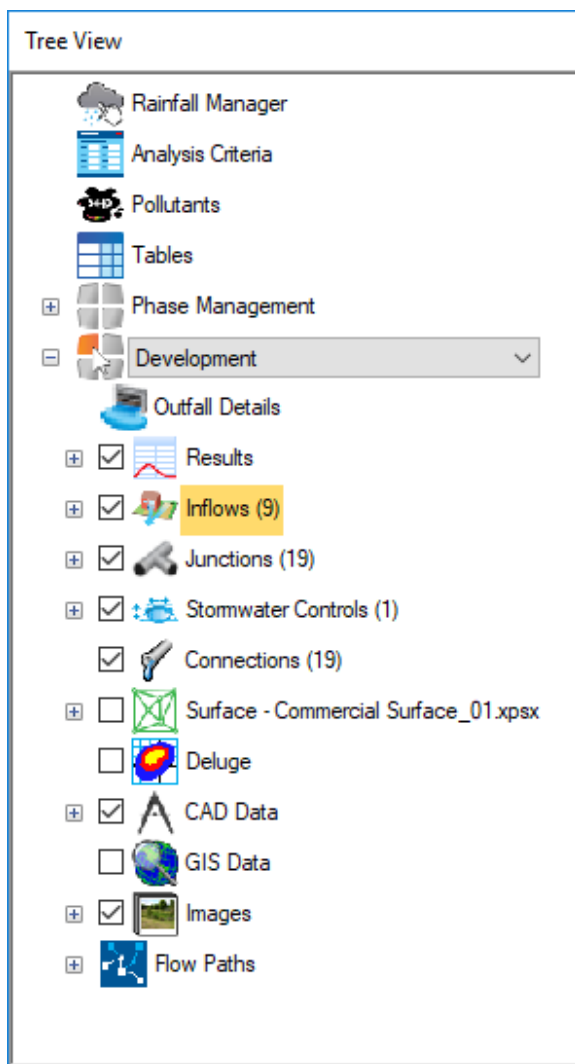 Tree View
Rainfall Manager
Analysis Criteria
Pollutants
Tables
Phase Management
Development
Outfall Details
Results
Inflows (9)
Junctions (19)
Stormwater Controls (1)
Connections (19)
Surface - Commercial Surface_01.xpsx
Deluge
CAD Data
GIS Data
Images
Flow Paths